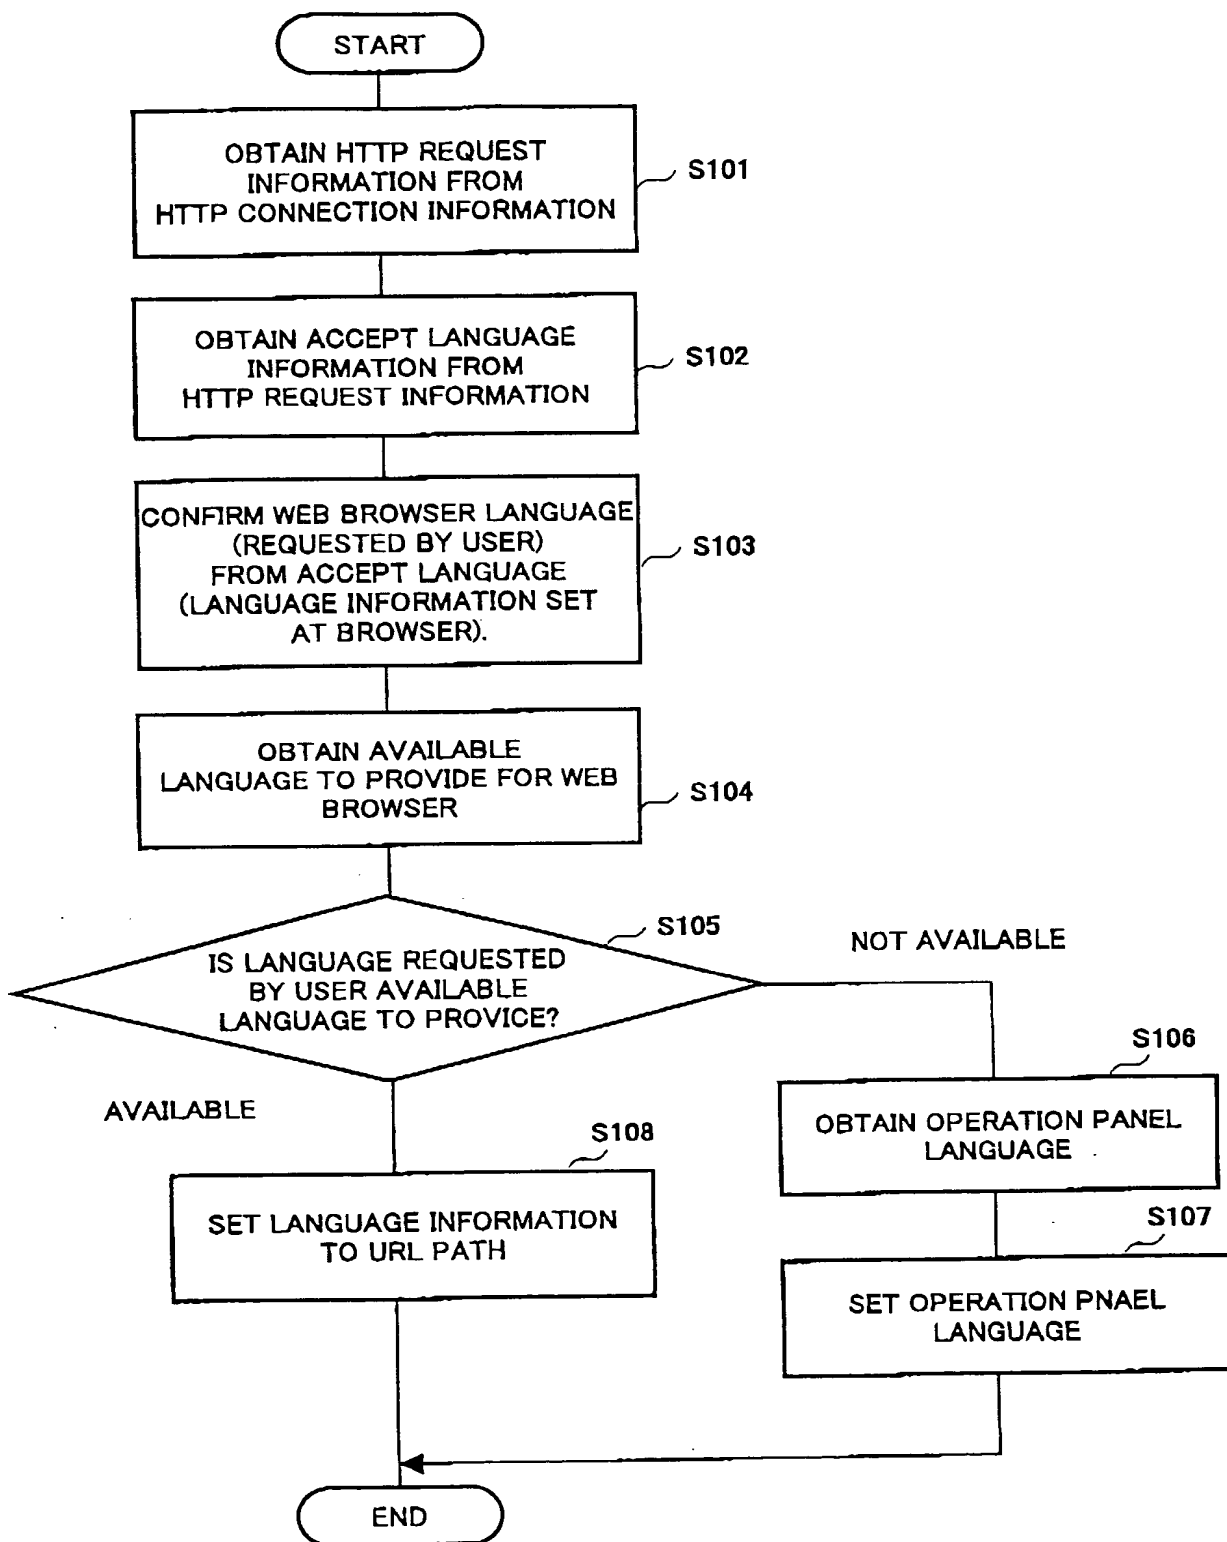 START
OBTAIN HTTP REQUEST
INFORMATION FROM
HTTP CONNECTION INFORMATION
S101
OBTAIN ACCEPT LANGUAGE
INFORMATION FROM
HTTP REQUEST INFORMATION
S102
CONFIRM WEB BROWSER LANGUAGE
(REQUESTED BY USER)
FROM ACCEPT LANGUAGE
(LANGUAGE INFORMATION SET
AT BROWSER).
S103
OBTAIN AVAILABLE
LANGUAGE TO PROVIDE FOR WEB
BROWSER
S104
IS LANGUAGE REQUESTED
BY USER AVAILABLE
LANGUAGE TO PROVICE?
S105
NOT AVAILABLE
S106
OBTAIN OPERATION PANEL
LANGUAGE
AVAILABLE
S108
SET LANGUAGE INFORMATION
TO URL PATH
S107
SET OPERATION PNAEL
LANGUAGE
END